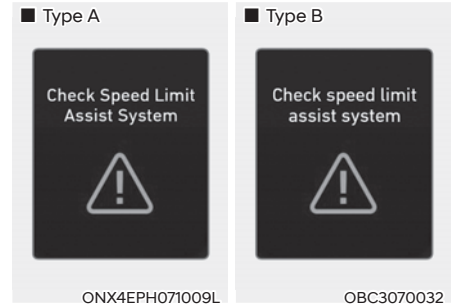 ■ Type A
Check Speed Limit
Assist System
ONX4EPH071009L
■ Type B
Check speed limit
assist system
OBC3070032